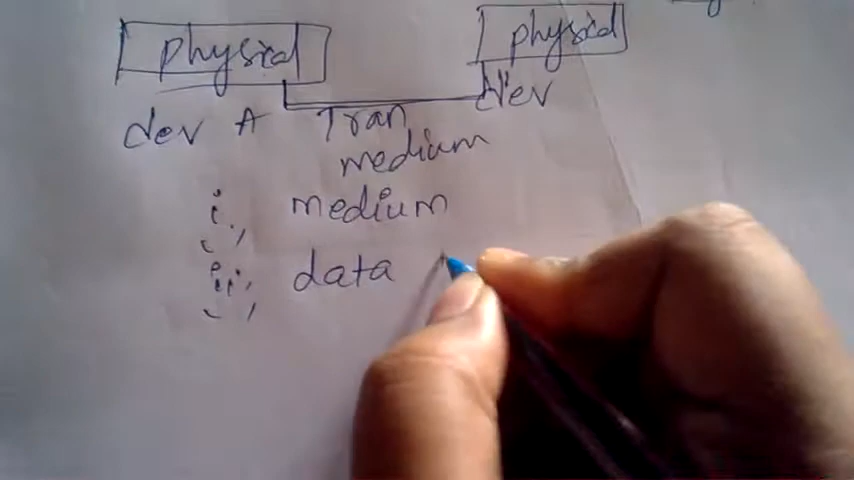 physical physical
dev A Tran dev
medium
i, medium
ii, data